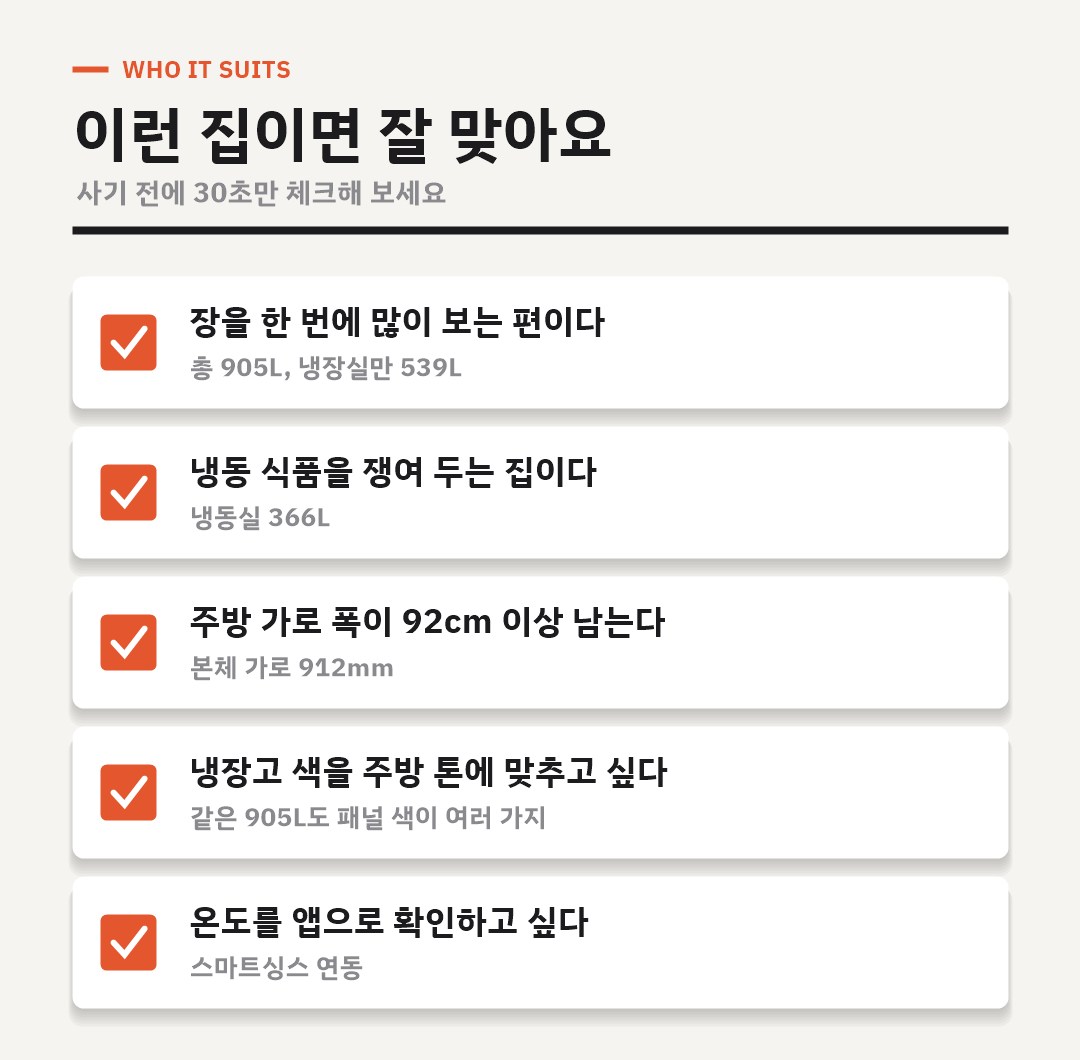 WHO IT SUITS
이런 집이면 잘 맞아요
사기 전에 30초만 체크해 보세요
장을 한 번에 많이 보는 편이다
총 905L, 냉장실만 539L
냉동 식품을 쟁여 두는 집이다
냉동실 366L
주방 가로 폭이 92cm 이상 남는다
본체 가로 912mm
냉장고 색을 주방 톤에 맞추고 싶다
같은 905L도 패널 색이 여러 가지
온도를 앱으로 확인하고 싶다
스마트싱스 연동